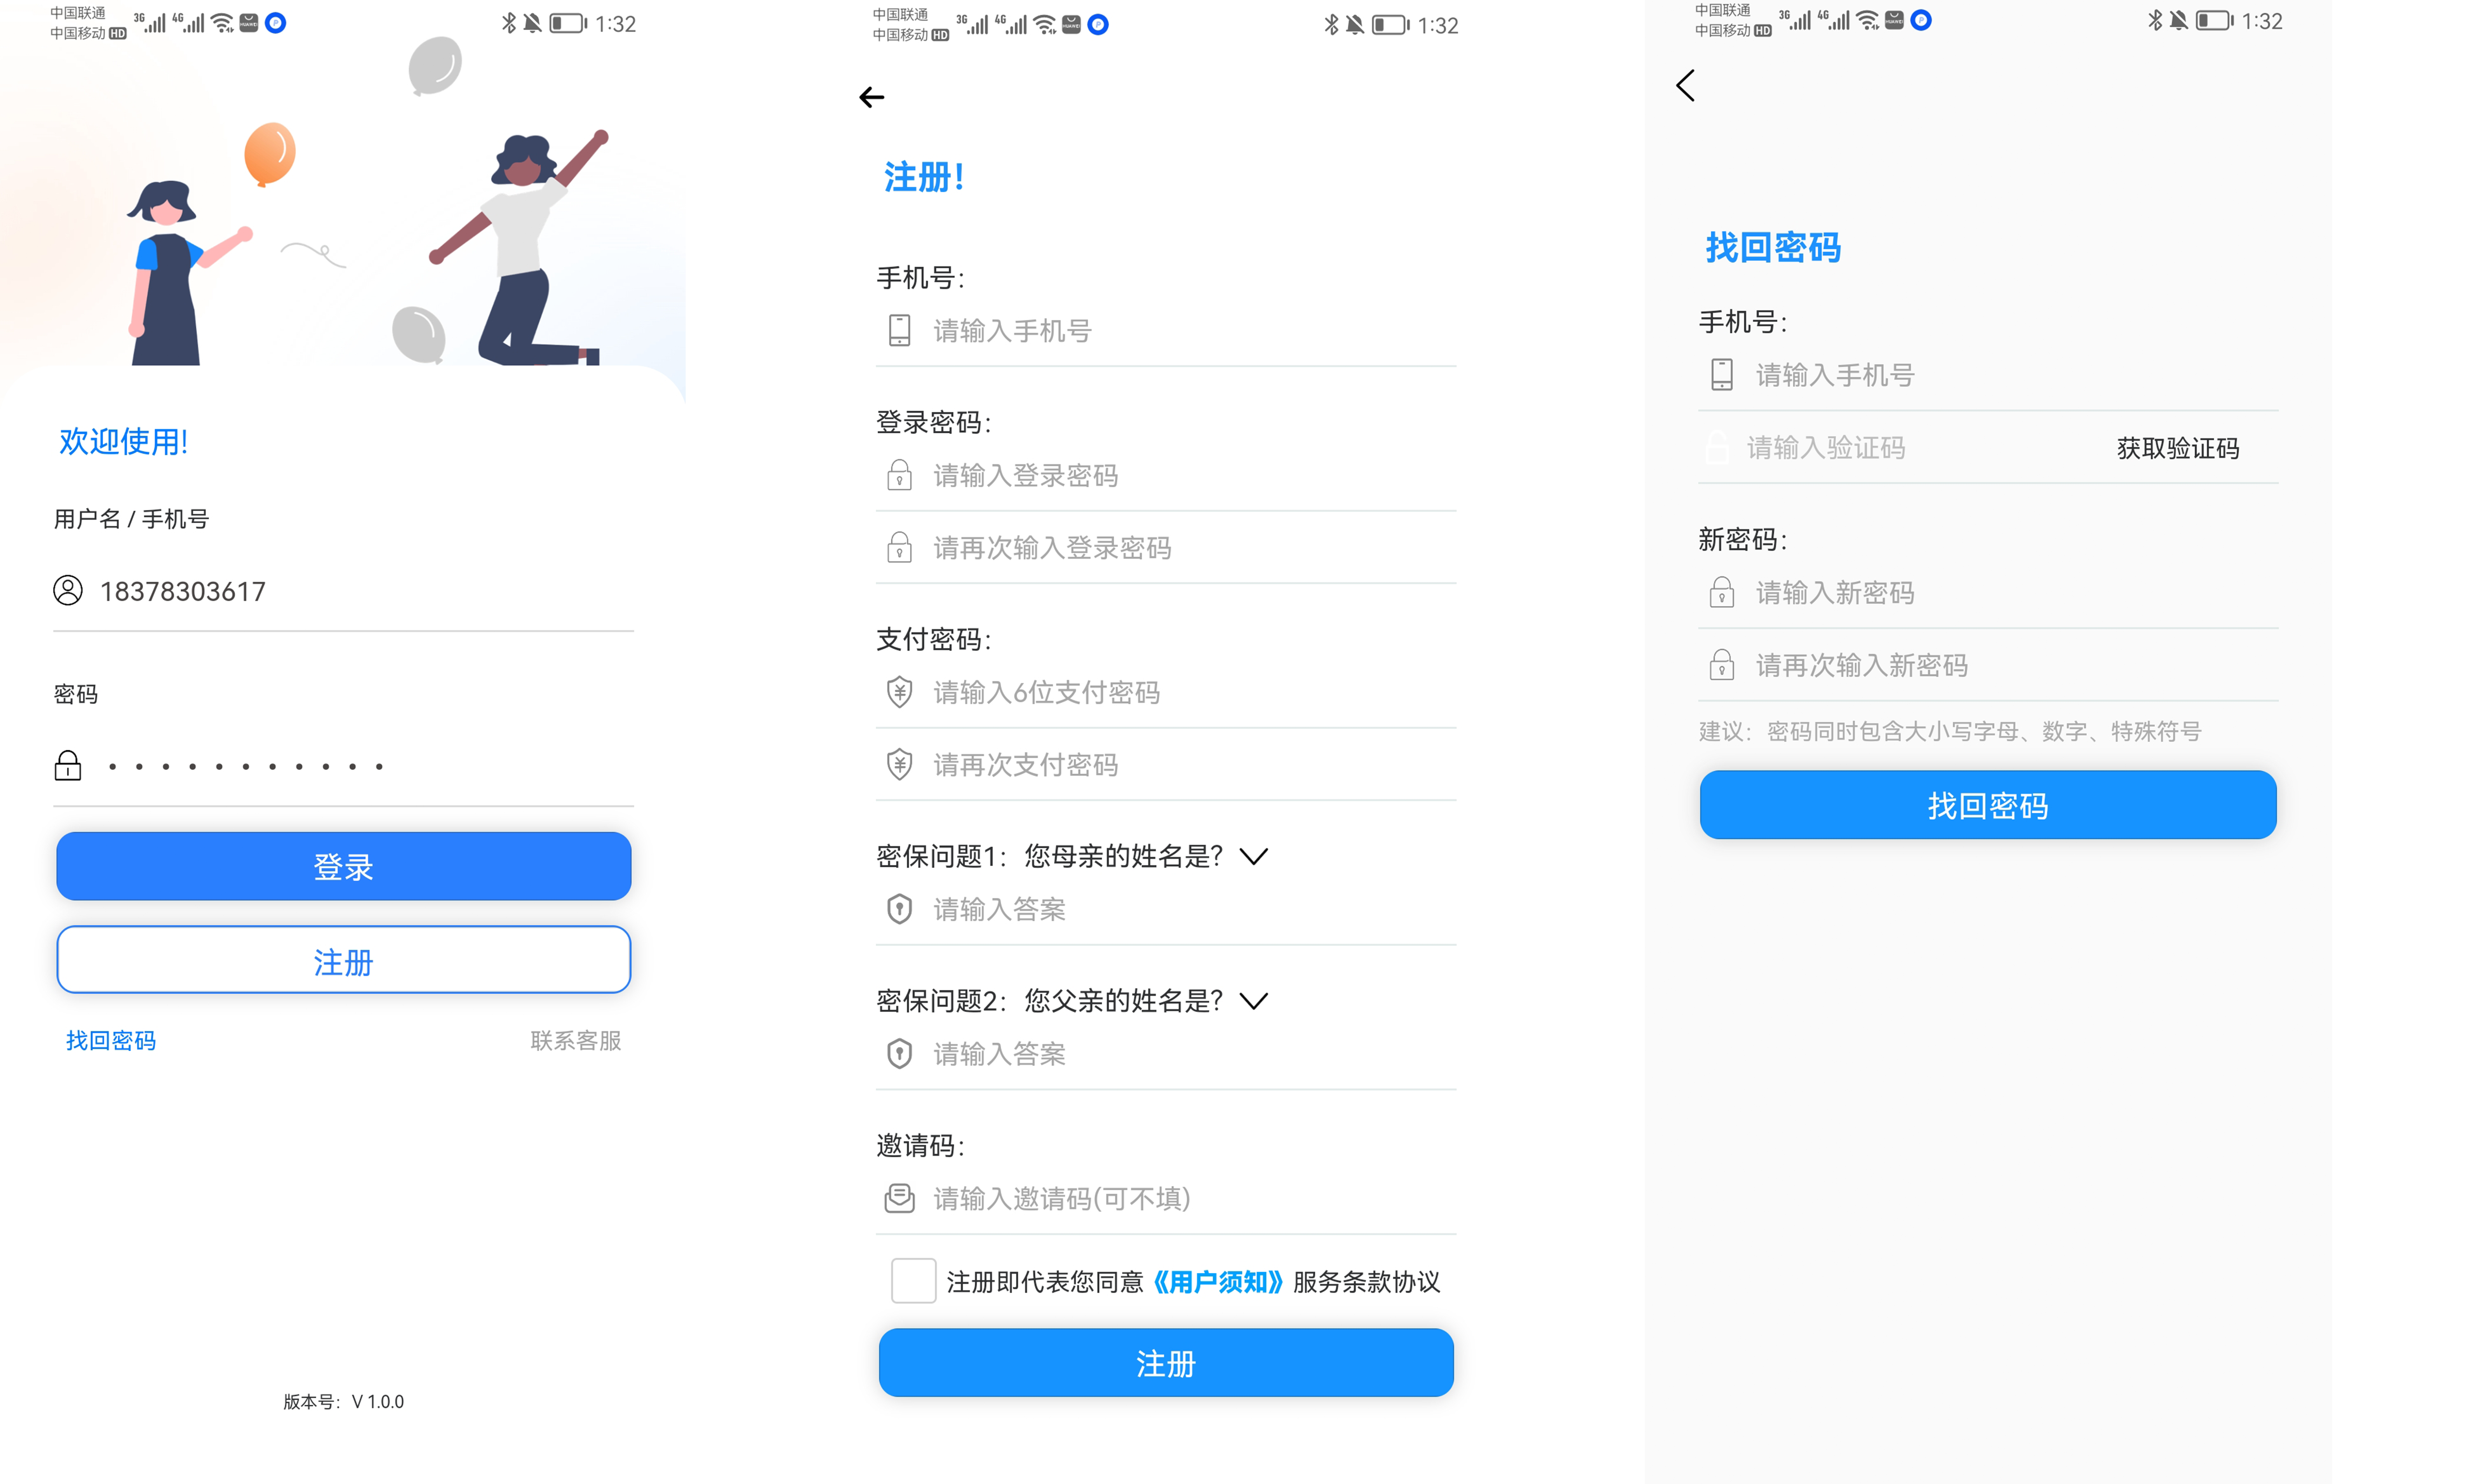 中国联通
中国移动 HD 3G 4G HUAWEI P 1:32
欢迎使用!
用户名 / 手机号
18378303617
密码
登录
注册
找回密码 联系客服
版本号：V 1.0.0
中国联通
中国移动 HD 3G 4G HUAWEI P 1:32
注册!
手机号：
请输入手机号
登录密码：
请输入登录密码
请再次输入登录密码
支付密码：
请输入6位支付密码
请再次支付密码
密保问题1：您母亲的姓名是？
请输入答案
密保问题2：您父亲的姓名是？
请输入答案
邀请码：
请输入邀请码(可不填)
注册即代表您同意《用户须知》服务条款协议
注册
中国联通
中国移动 HD 3G 4G HUAWEI P 1:32
找回密码
手机号：
请输入手机号
请输入验证码 获取验证码
新密码：
请输入新密码
请再次输入新密码
建议：密码同时包含大小写字母、数字、特殊符号
找回密码